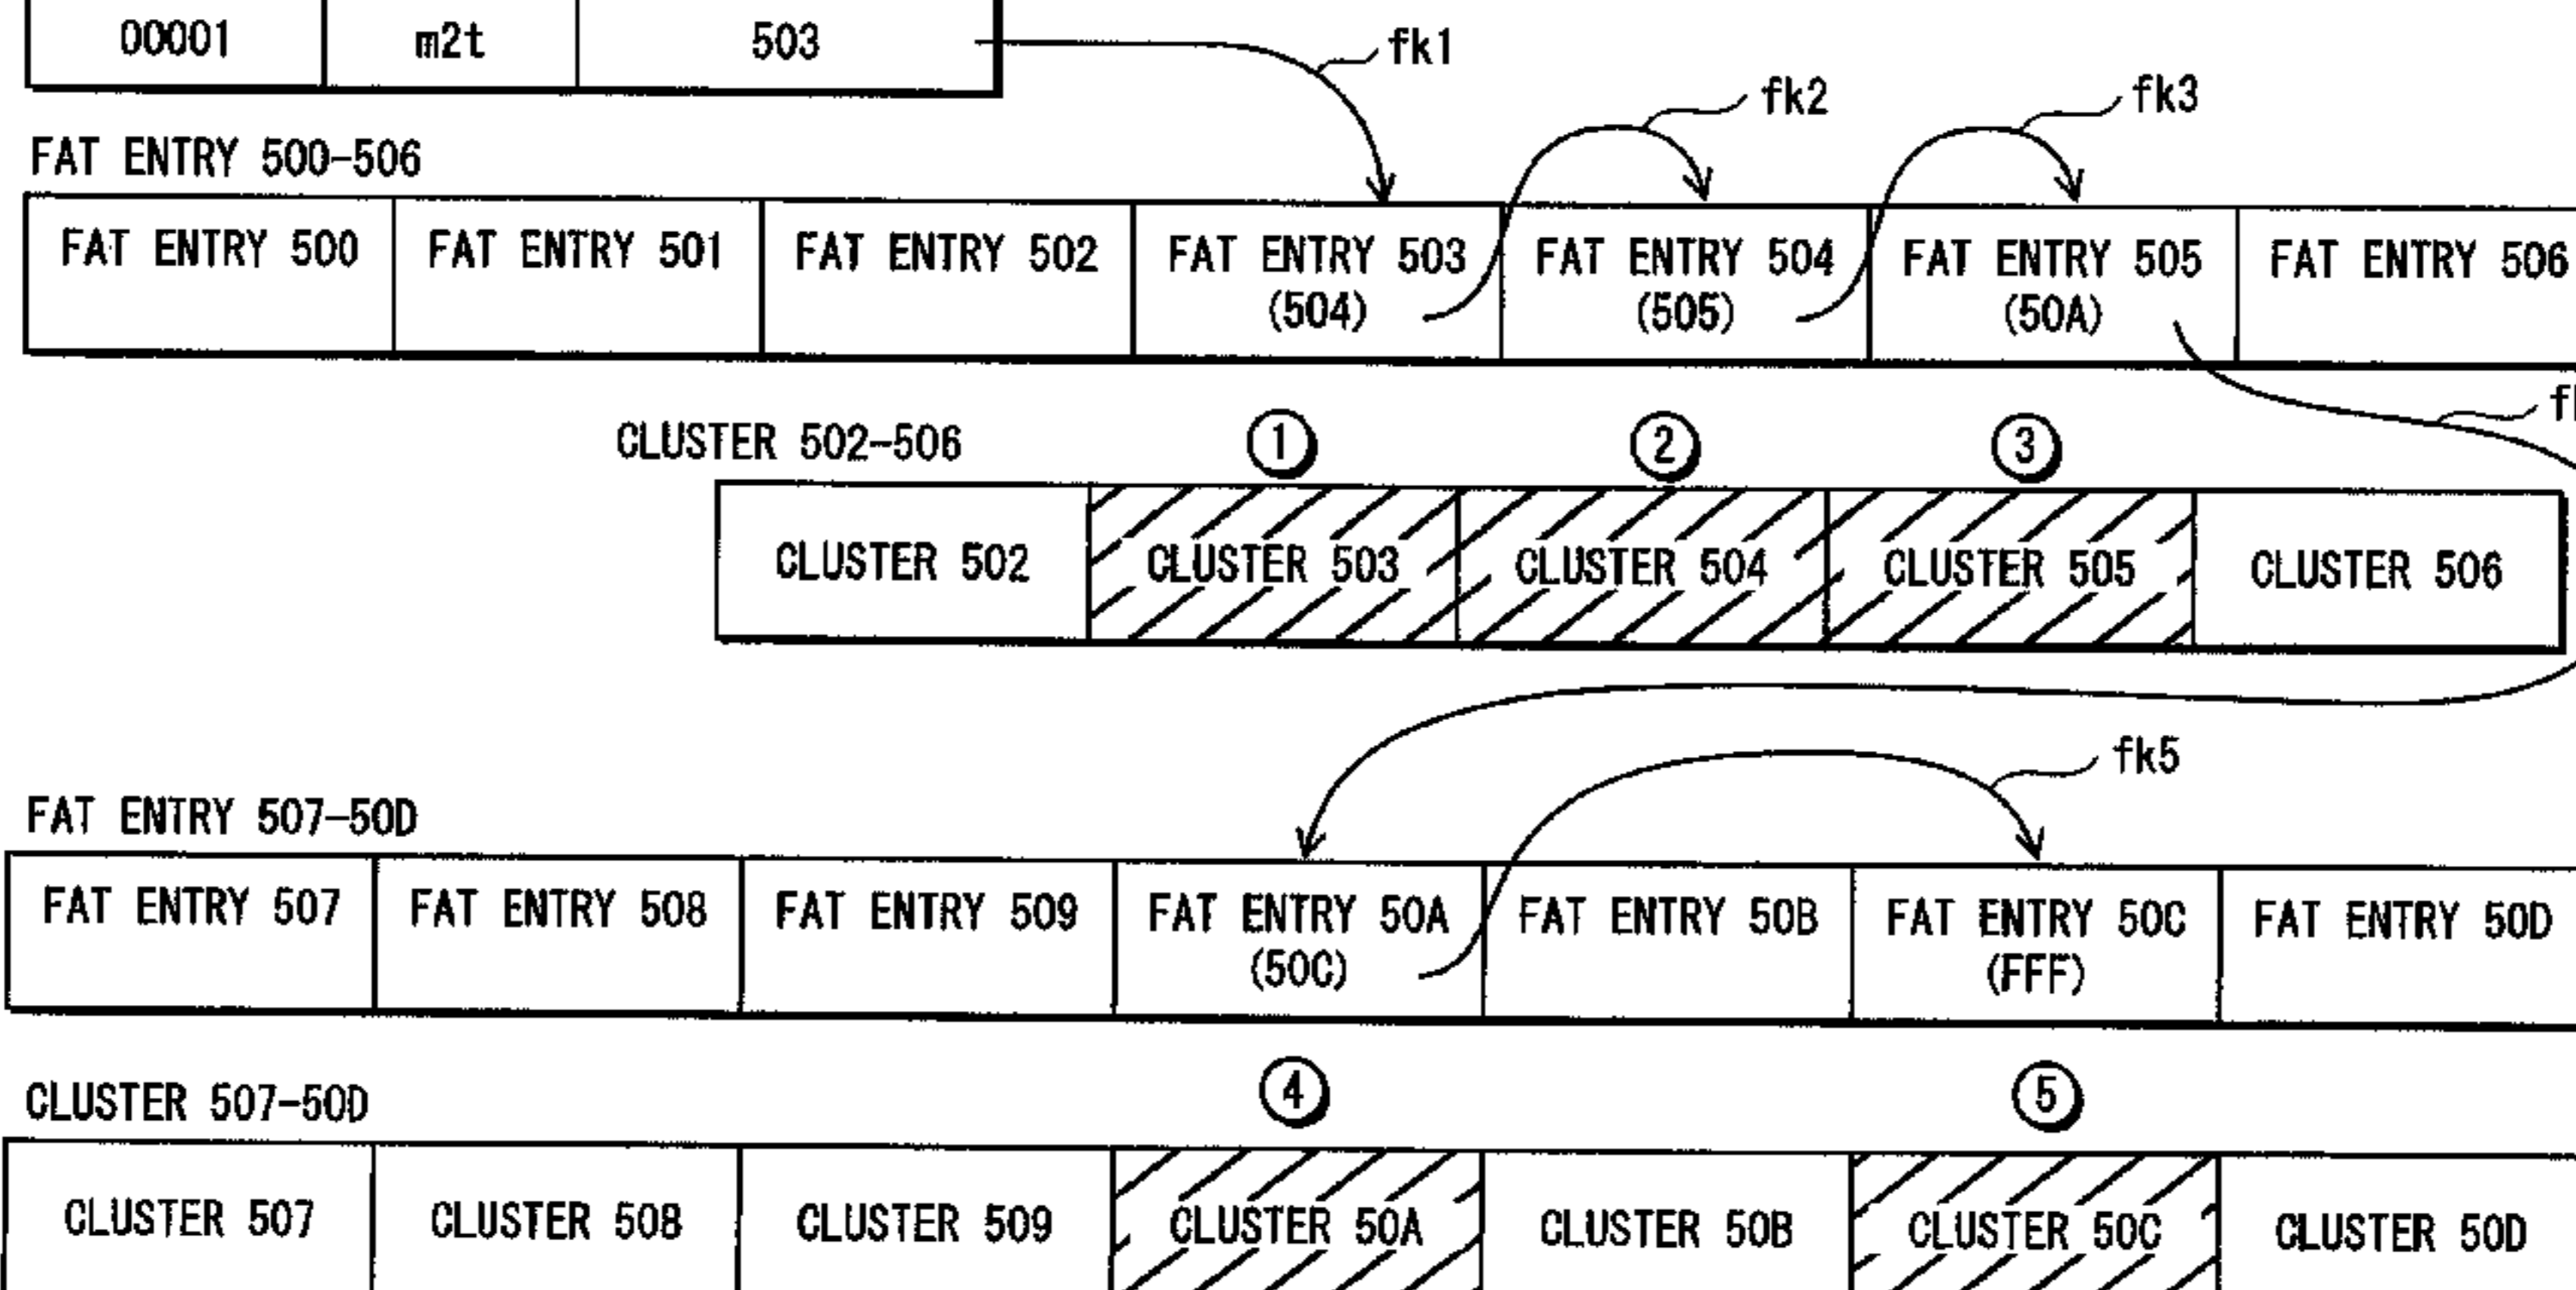 00001 m2t 503
fk1
fk2
fk3
FAT ENTRY 500-506
FAT ENTRY 500 FAT ENTRY 501 FAT ENTRY 502 FAT ENTRY 503 FAT ENTRY 504 FAT ENTRY 505 FAT ENTRY 506
(504) (505) (50A)
CLUSTER 502-506 1 2 3
CLUSTER 502 CLUSTER 503 CLUSTER 504 CLUSTER 505 CLUSTER 506
fk5
FAT ENTRY 507-50D
FAT ENTRY 507 FAT ENTRY 508 FAT ENTRY 509 FAT ENTRY 50A FAT ENTRY 50B FAT ENTRY 50C FAT ENTRY 50D
(50C) (FFF)
CLUSTER 507-50D 4 5
CLUSTER 507 CLUSTER 508 CLUSTER 509 CLUSTER 50A CLUSTER 50B CLUSTER 50C CLUSTER 50D